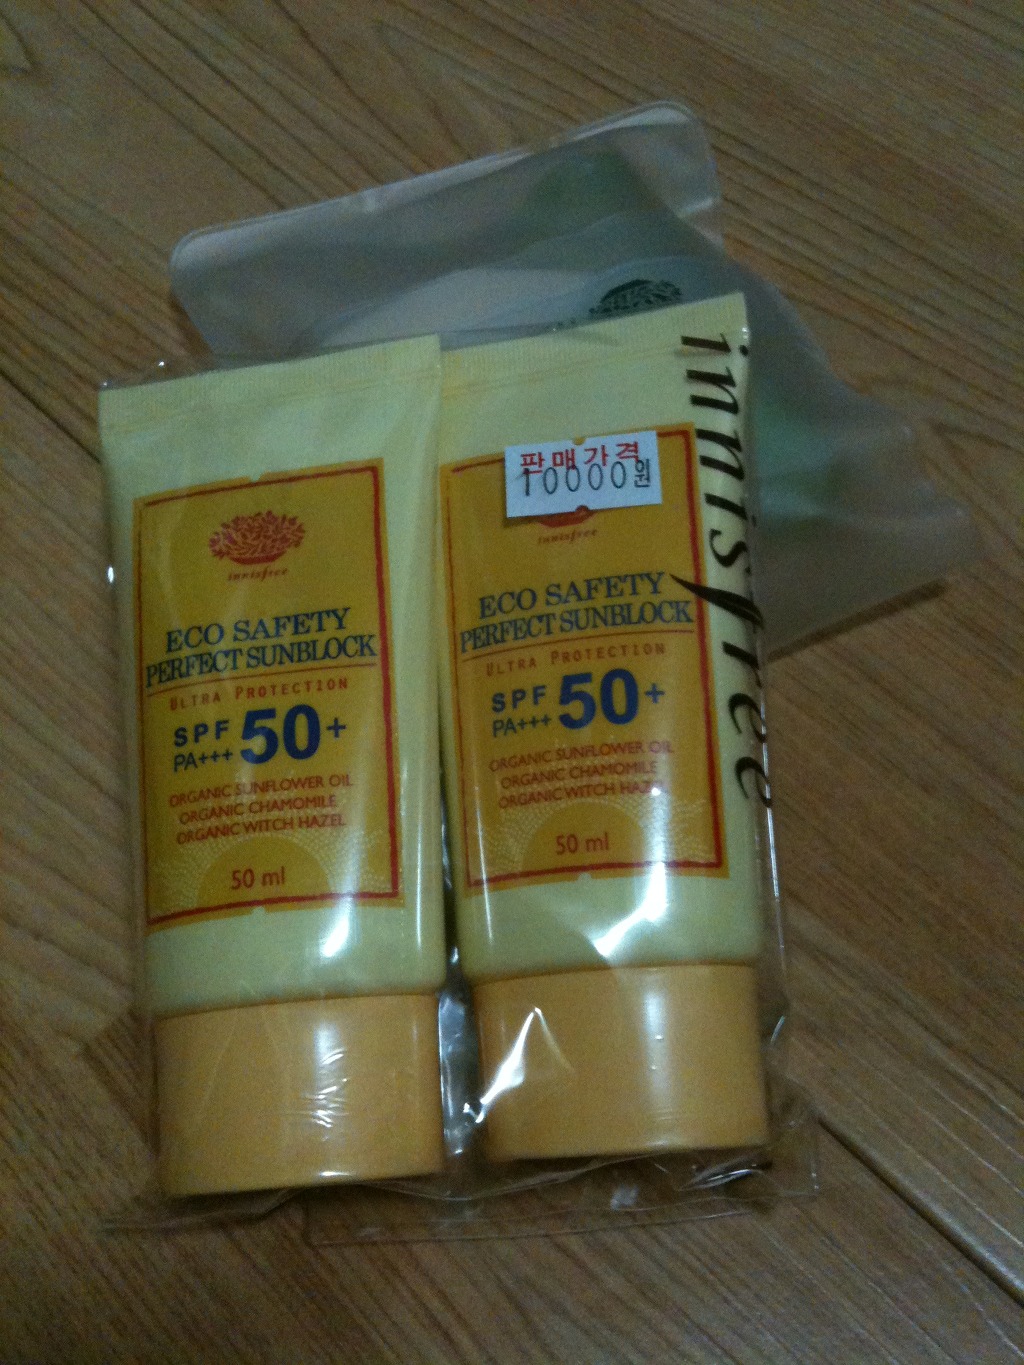 innisfree
ECO SAFETY
PERFECT SUNBLOCK
ULTRA PROTECTION
SPF 50+
PA+++
ORGANIC SUNFLOWER OIL
ORGANIC CHAMOMILE
ORGANIC WITCH HAZEL
50 ml
판매가격
10000원
innisfree
ECO SAFETY
PERFECT SUNBLOCK
ULTRA PROTECTION
SPF 50+
PA+++
ORGANIC SUNFLOWER OIL
ORGANIC CHAMOMILE
ORGANIC WITCH HAZEL
50 ml
innisfree